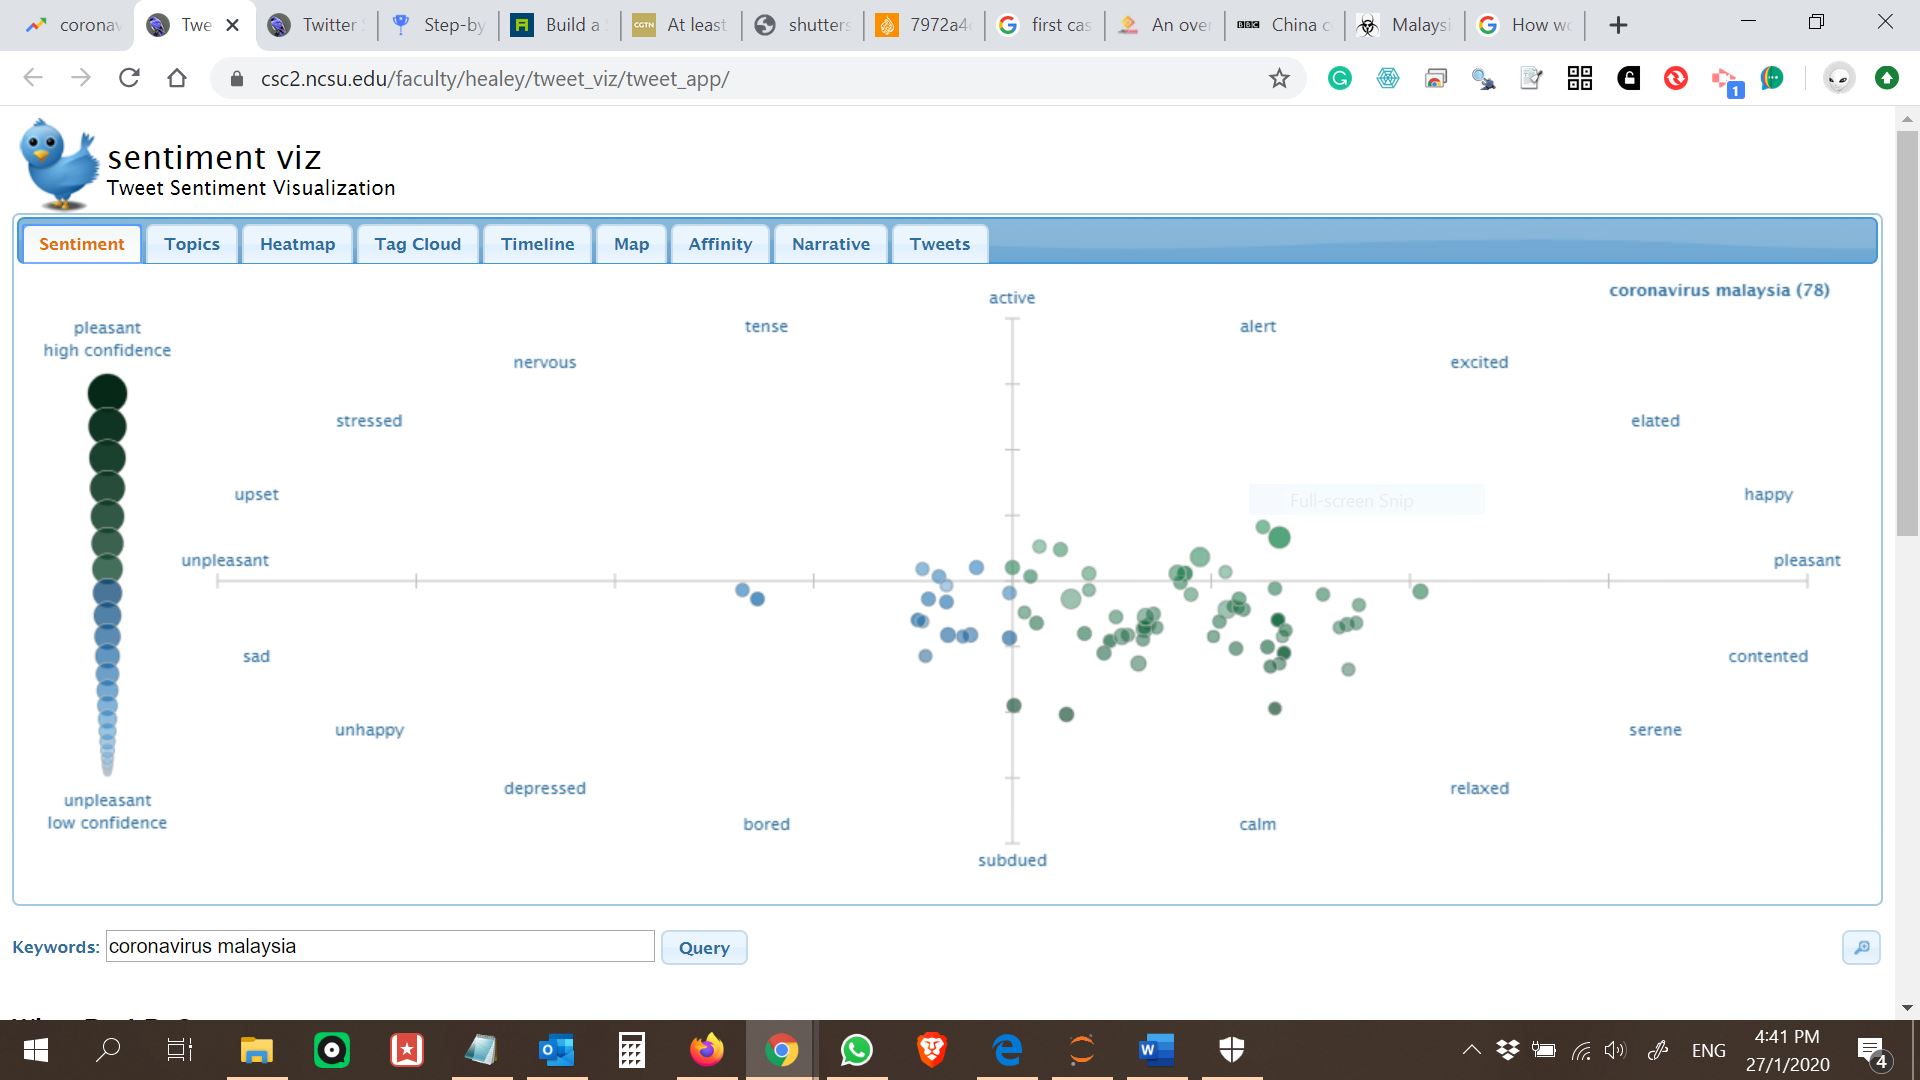 coronav
Twe
Twitter
Step-by
Build a
CGTN
At least
shutters
7972a4
first cas
An over
BBC
China c
Malaysi
How wo
csc2.ncsu.edu/faculty/healey/tweet_viz/tweet_app/
1
sentiment viz
Tweet Sentiment Visualization
Sentiment
Topics
Heatmap
Tag Cloud
Timeline
Map
Affinity
Narrative
Tweets
coronavirus malaysia (78)
active
tense
alert
pleasant
high confidence
nervous
excited
stressed
elated
upset
Full-screen Snip
happy
unpleasant
pleasant
sad
contented
unhappy
serene
depressed
relaxed
unpleasant
low confidence
bored
calm
subdued
Keywords: coronavirus malaysia
Query
ENG
4:41 PM
27/1/2020
4